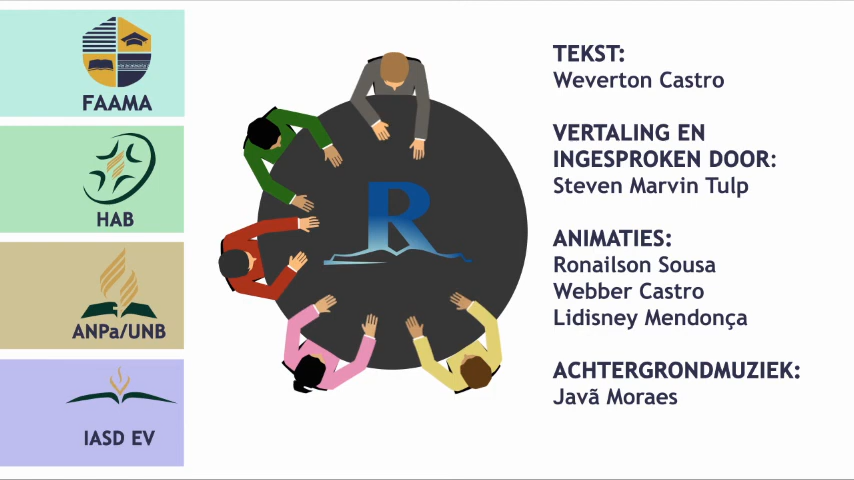 FAAMA
HAB
ANPa/UNB
IASD EV
R
TEKST:
Weverton Castro
VERTALING EN
INGESPROKEN DOOR:
Steven Marvin Tulp
ANIMATIES:
Ronailson Sousa
Webber Castro
Lidisney Mendonça
ACHTERGRONDMUZIEK:
Javã Moraes